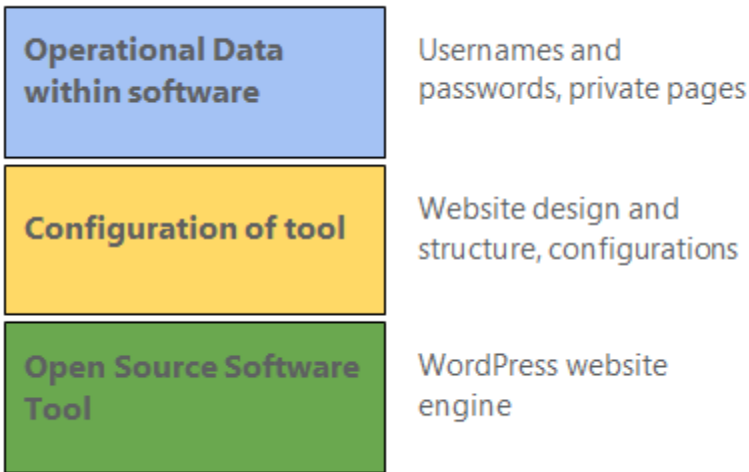 Operational Data
within software
Usernames and
passwords, private pages
Configuration of tool
Website design and
structure, configurations
Open Source Software
Tool
WordPress website
engine